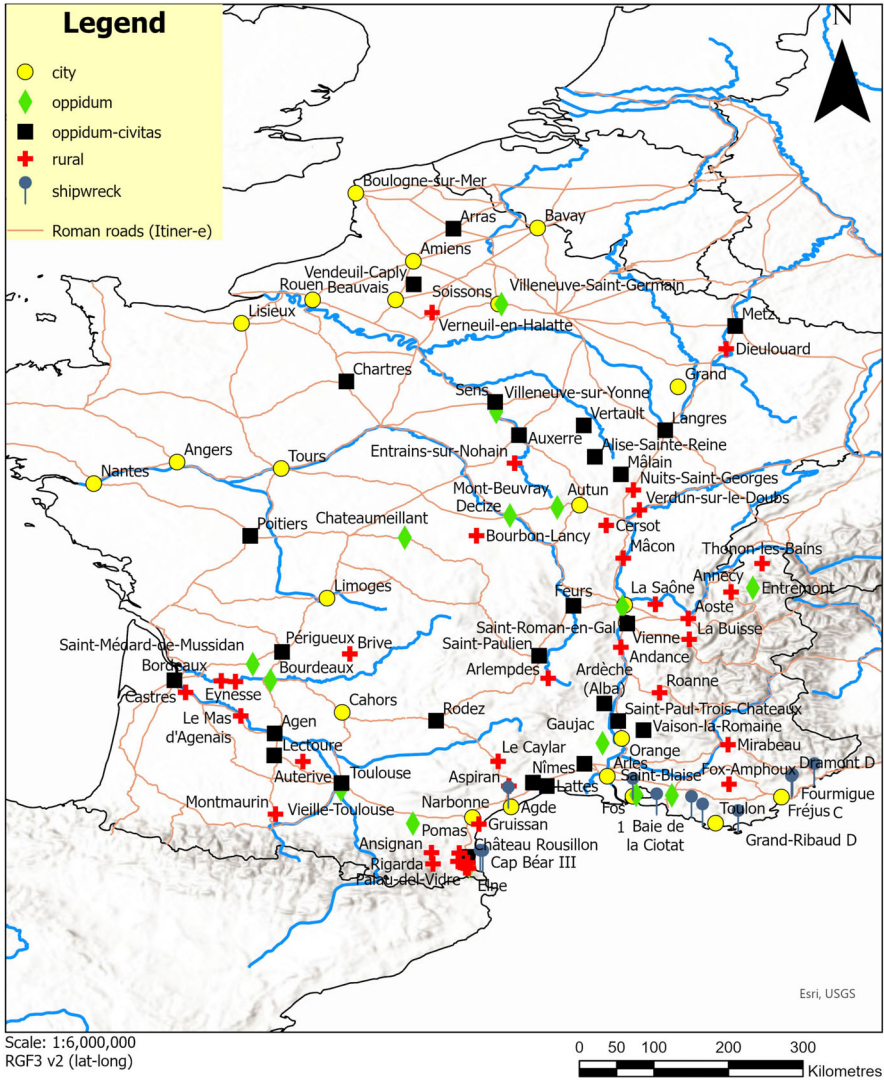 Legend
N
city
oppidum
oppidum-civitas
rural
shipwreck
Roman roads (Itiner-e)
Boulogne-sur-Mer
Arras
Bavay
Amiens
Vendeuil-Caply
Rouen
Beauvais
Soissons
Villeneuve-Saint-Germain
Lisieux
Verneuil-en-Halatte
Metz
Dieulouard
Chartres
Grand
Sens
Villeneuve-sur-Yonne
Vertault
Langres
Auxerre
Alise-Sainte-Reine
Angers
Entrains-sur-Nohain
Mâlain
Nantes
Tours
Nuits-Saint-Georges
Mont-Beuvray
Autun
Verdun-sur-le-Doubs
Decize
Chateaumeillant
Poitiers
Bourbon-Lancy
Cersot
Mâcon
Thonon-les-Bains
Annecy
Entremont
Limoges
Feurs
La Saône
Aoste
Saint-Roman-en-Gal
La Buisse
Saint-Médard-de-Mussidan
Périgueux
Brive
Saint-Paulien
Vienne
Andance
Bordeaux
Bourdeaux
Arlempdes
Ardèche
(Alba)
Roanne
Castres
Eynesse
Cahors
Rodez
Saint-Paul-Trois-Chateaux
Le Mas
d'Agenais
Agen
Gaujac
Vaison-la-Romaine
Lectoure
Orange
Mirabeau
Le Caylar
Nîmes
Arles
Dramont D
Auterive
Toulouse
Aspiran
Saint-Blaise
Fox-Amphoux
Lattes
Montmaurin
Vieille-Toulouse
Narbonne
Agde
Fos
Toulon
Fourmigue
C
Fréjus
Pomas
Gruissan
1
Baie de
la Ciotat
Grand-Ribaud D
Ansignan
Château Rousillon
Rigarda
Cap Béar III
Palau-del-Vidre
Elne
Esri, USGS
Scale: 1:6,000,000
RGF3 v2 (lat-long)
0 50 100 200 300
Kilometres